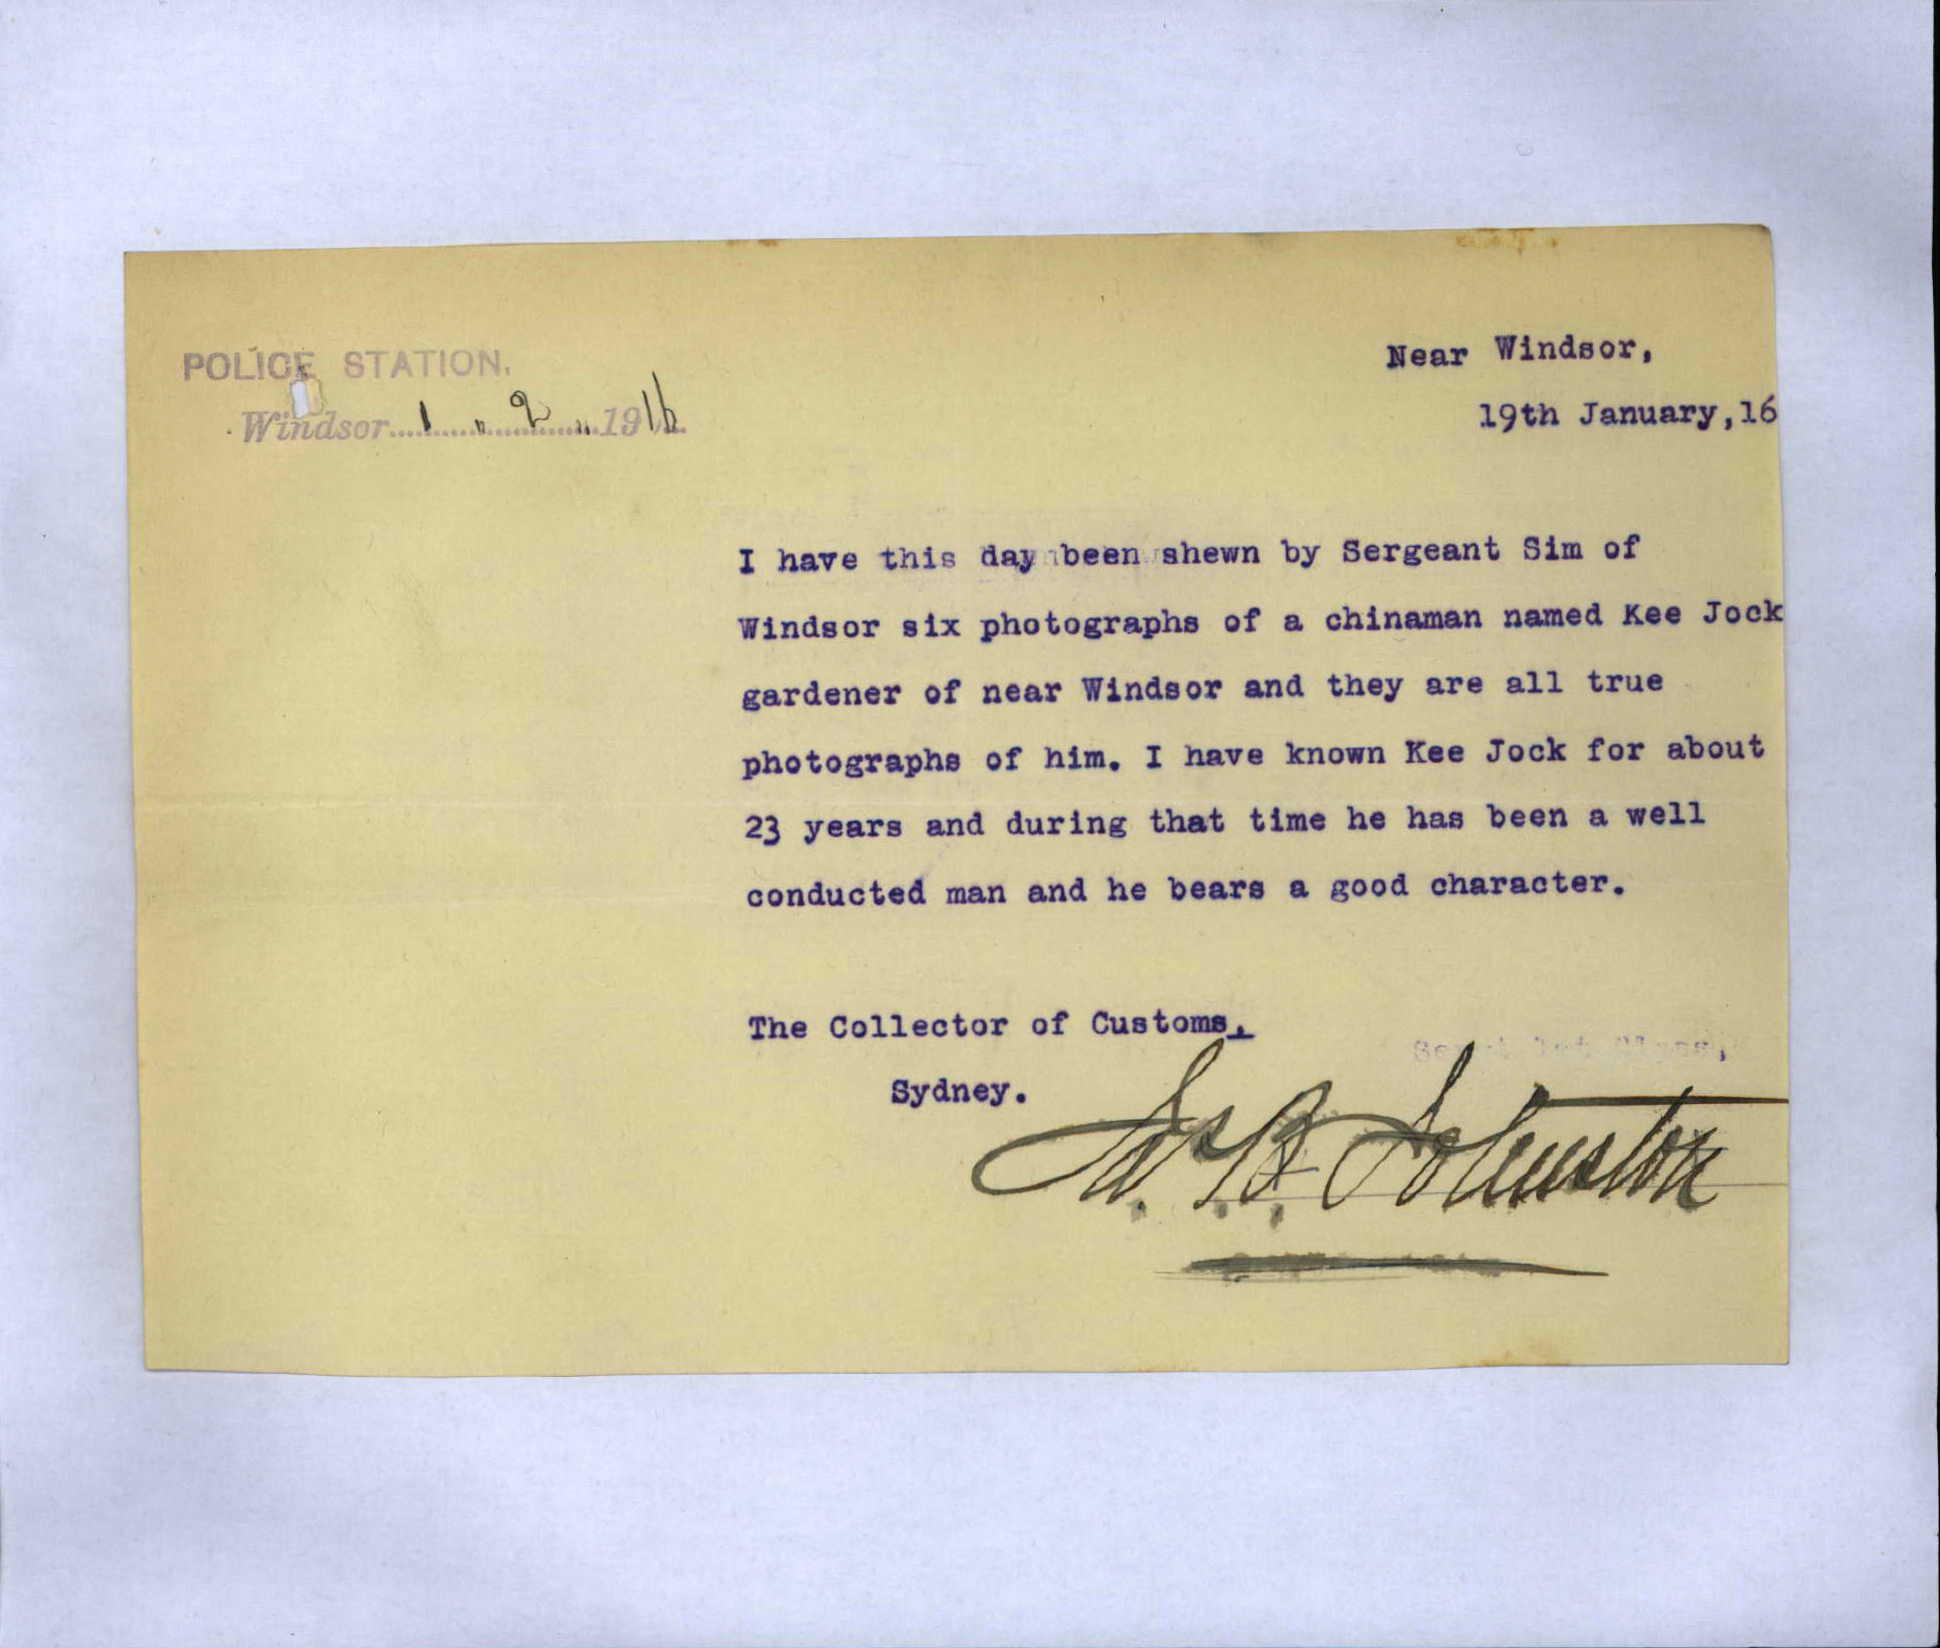 POLICE STATION.
Windsor 1 " 2 " 1916
Near Windsor,
19th January,16
I have this day been shewn by Sergeant Sim of
Windsor six photographs of a chinaman named Kee Jock
gardener of near Windsor and they are all true
photographs of him. I have known Kee Jock for about
23 years and during that time he has been a well
conducted man and he bears a good character.
The Collector of Customs.
Sydney.
Johnston